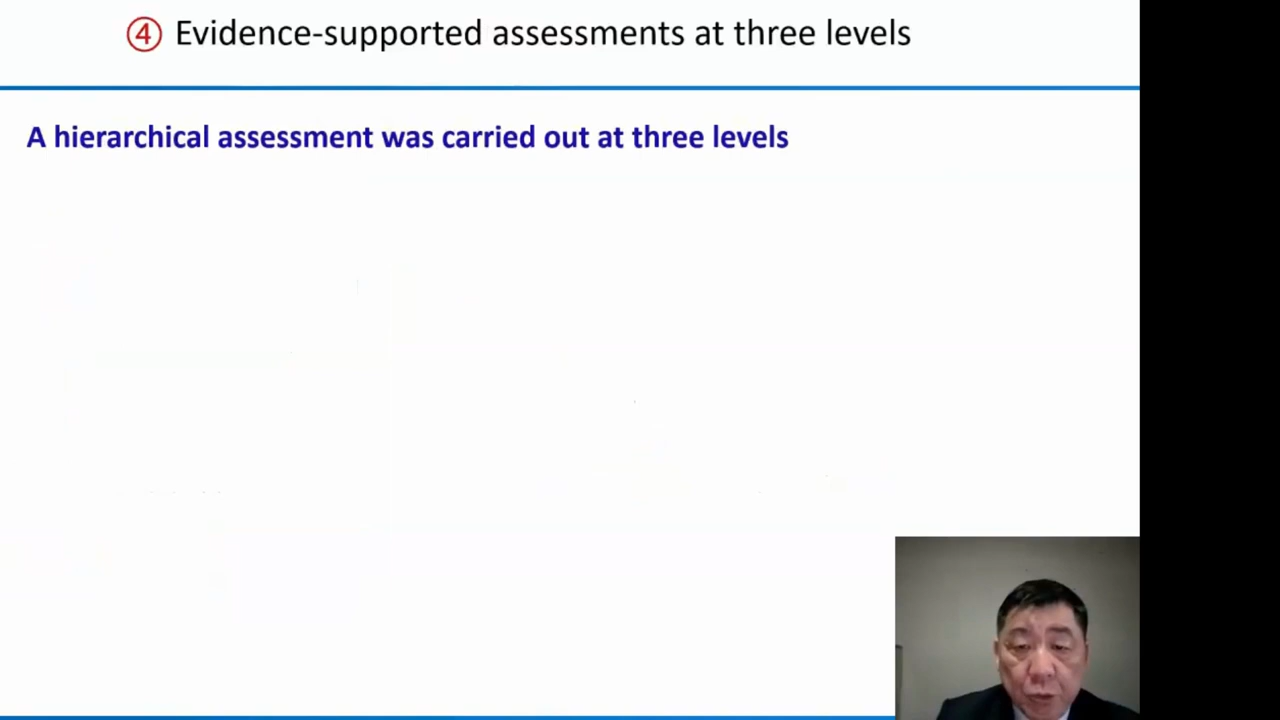 ④ Evidence-supported assessments at three levels
A hierarchical assessment was carried out at three levels